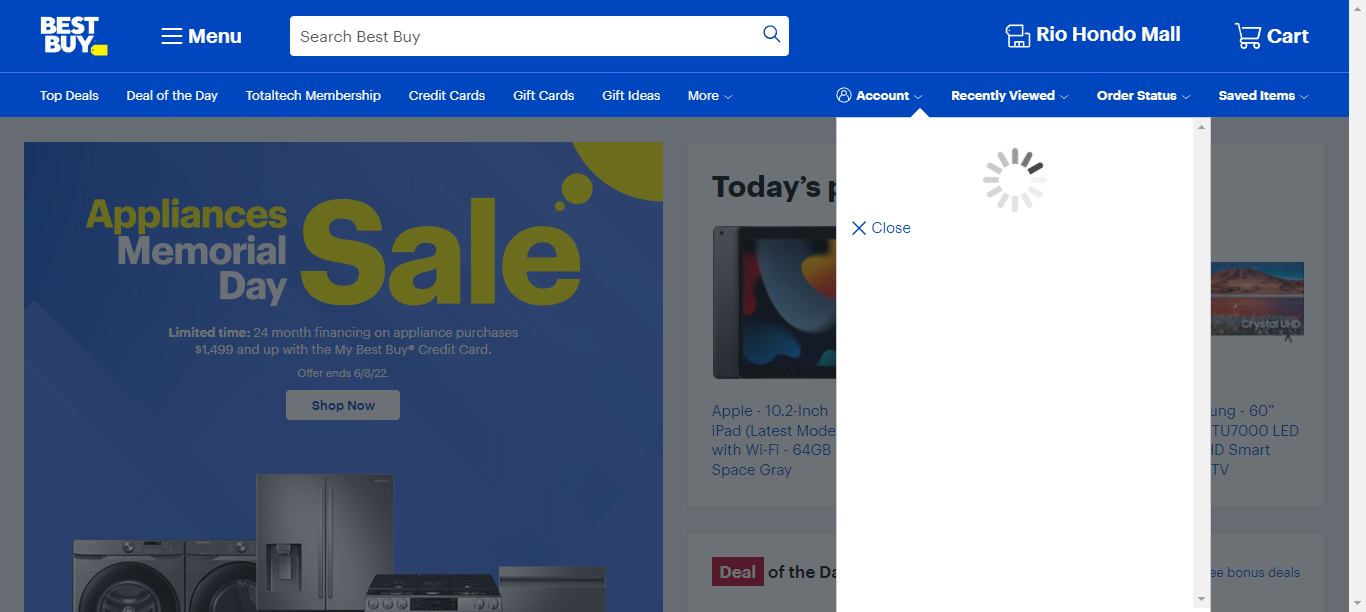 BEST
BUY
Menu
Search Best Buy
Rio Hondo Mall
Cart
Top Deals
Deal of the Day
Totaltech Membership
Credit Cards
Gift Cards
Gift Ideas
More
Account
Recently Viewed
Order Status
Saved Items
Appliances
Memorial
Day
Sale
Limited time: 24 month financing on appliance purchases
$1,499 and up with the My Best Buy® Credit Card.
Offer ends 6/8/22.
Shop Now
Today's
Apple - 10.2-Inch
iPad (Latest Mode
with Wi-Fi - 64GB
Space Gray
Close
Crystal UHD
ung - 60"
TU7000 LED
HD Smart
TV
Deal of the Da
ee bonus deals